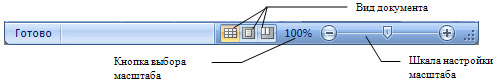 Вид документа
Готово
100%
Кнопка выбора
масштаба
Шкала настройки
масштаба